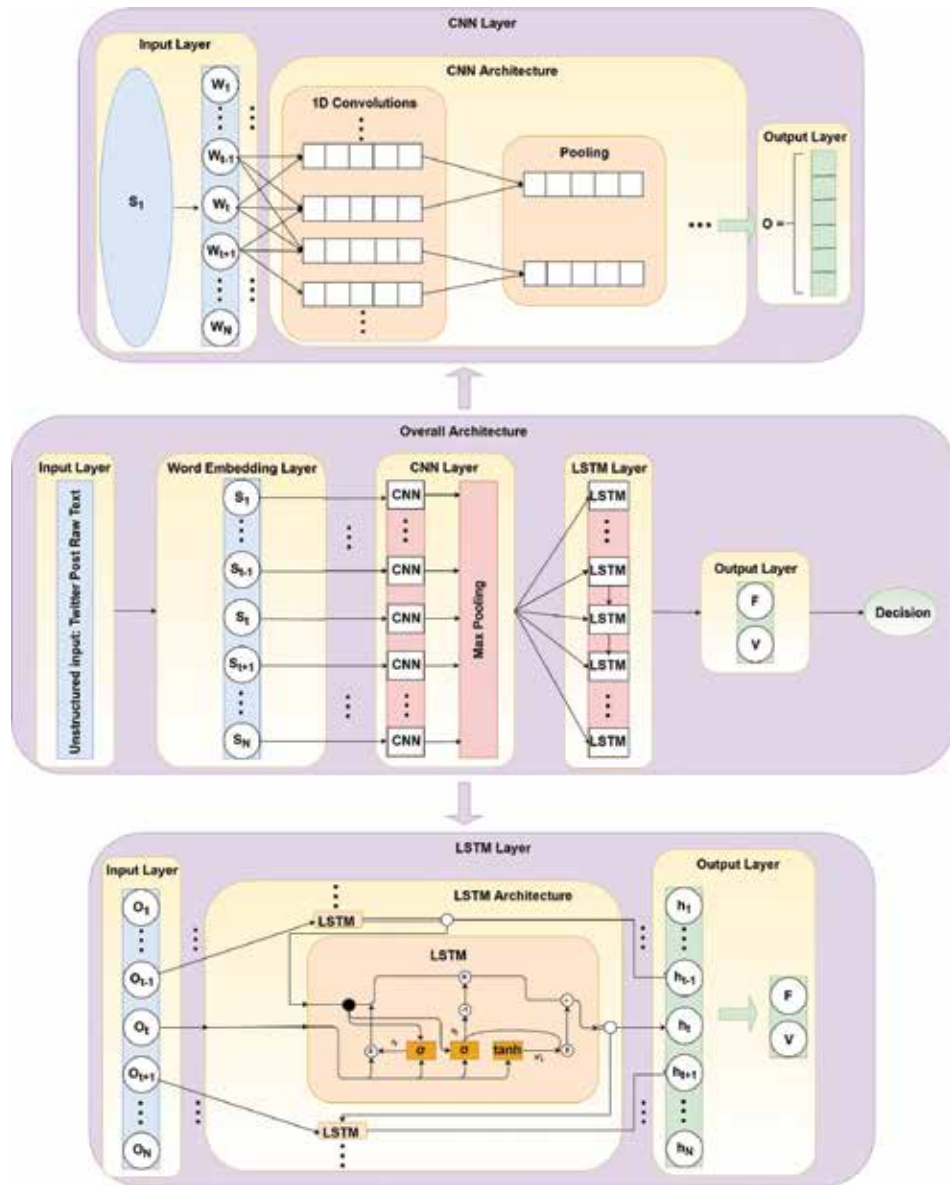 CNN Layer
Input Layer
CNN Architecture
1D Convolutions
Pooling
Output Layer
S1
W1
Wt-1
Wt
Wt+1
WN
O =
Overall Architecture
Input Layer
Word Embedding Layer
CNN Layer
LSTM Layer
Output Layer
Unstructured input: Twitter Post Raw Text
S1
St-1
St
St+1
SN
CNN
CNN
CNN
CNN
CNN
Max Pooling
LSTM
LSTM
LSTM
LSTM
LSTM
F
V
Decision
LSTM Layer
Input Layer
LSTM Architecture
Output Layer
O1
Ot-1
Ot
Ot+1
ON
LSTM
LSTM
σ
σ
tanh
LSTM
h1
ht-1
ht
ht+1
hN
F
V